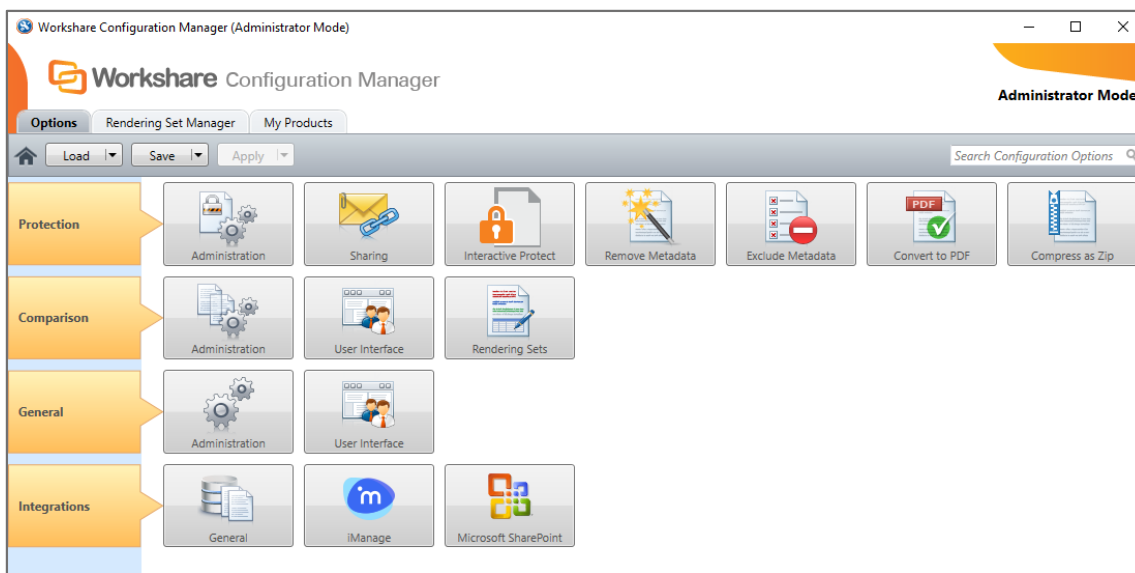 Workshare Configuration Manager (Administrator Mode)
Workshare Configuration Manager
Administrator Mode
Options Rendering Set Manager My Products
Load Save Apply Search Configuration Options
Protection
Administration Sharing Interactive Protect Remove Metadata Exclude Metadata Convert to PDF Compress as Zip
PDF
Comparison
Administration User Interface Rendering Sets
General
Administration User Interface
Integrations
General iManage Microsoft SharePoint
m